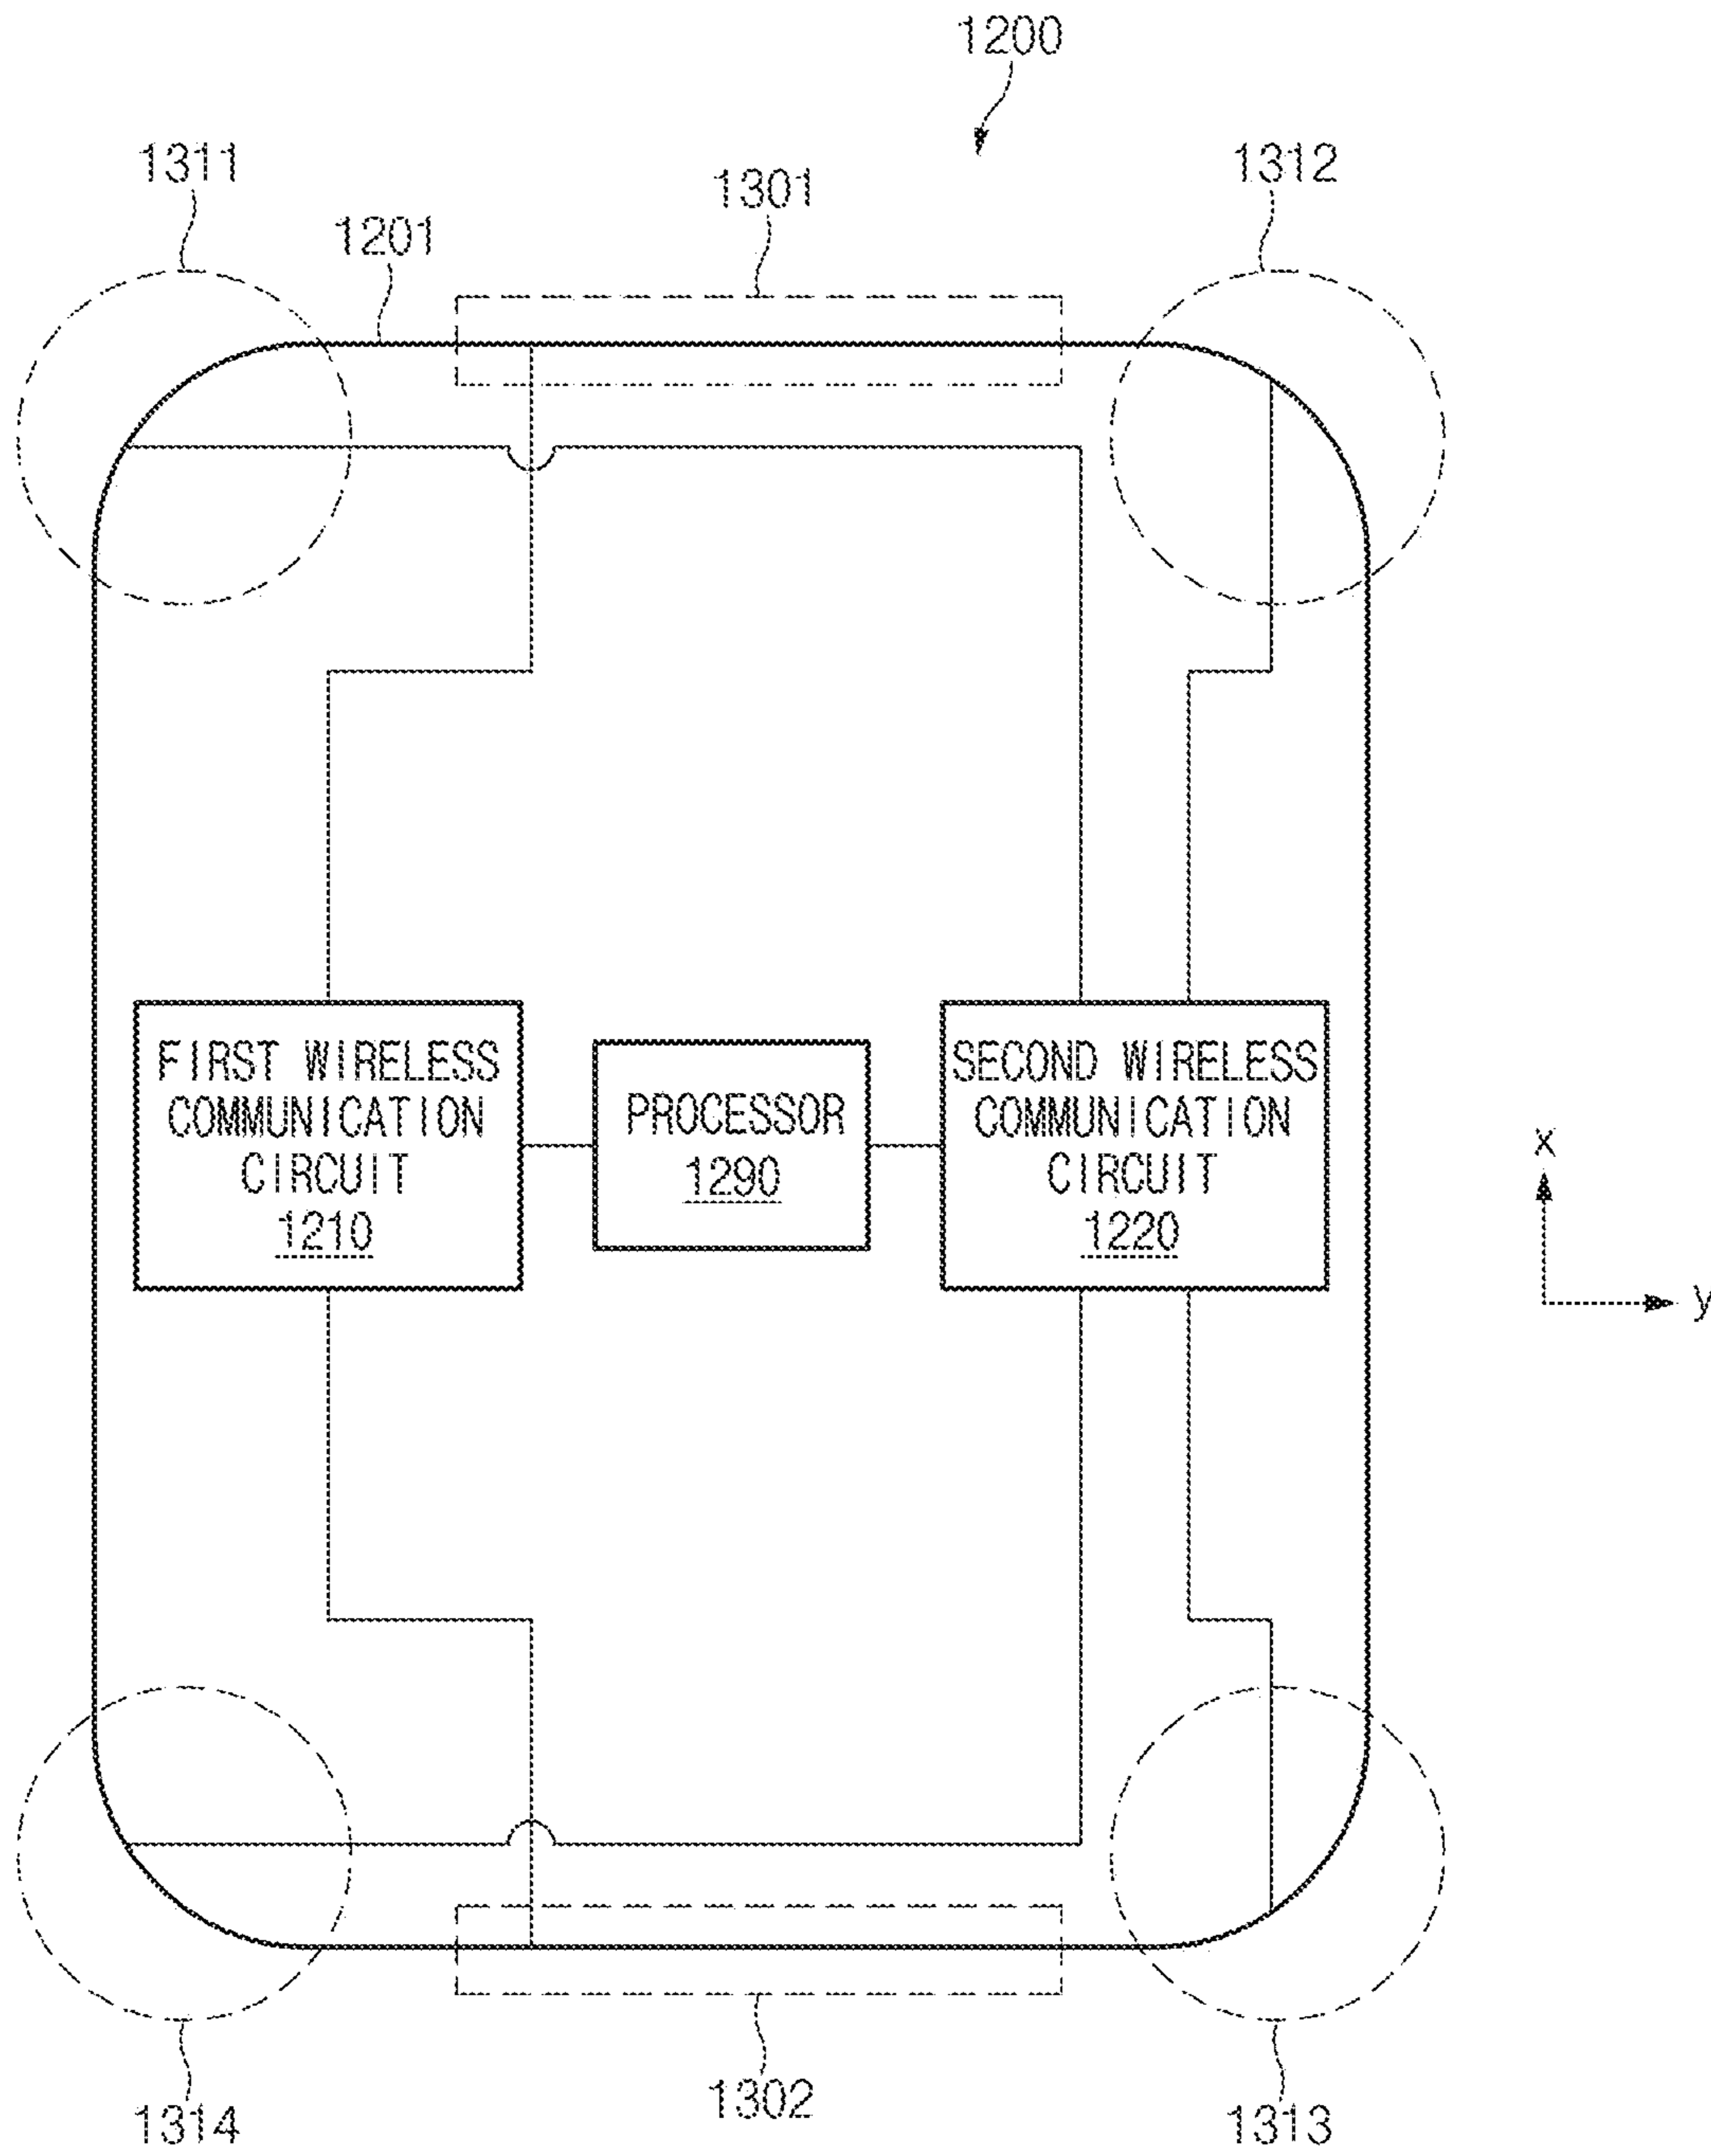 1200
1311
1301
1312
1201
FIRST WIRELESS
COMMUNICATION
CIRCUIT
1210
PROCESSOR
1290
SECOND WIRELESS
COMMUNICATION
CIRCUIT
1220
x
y
1314
1302
1313